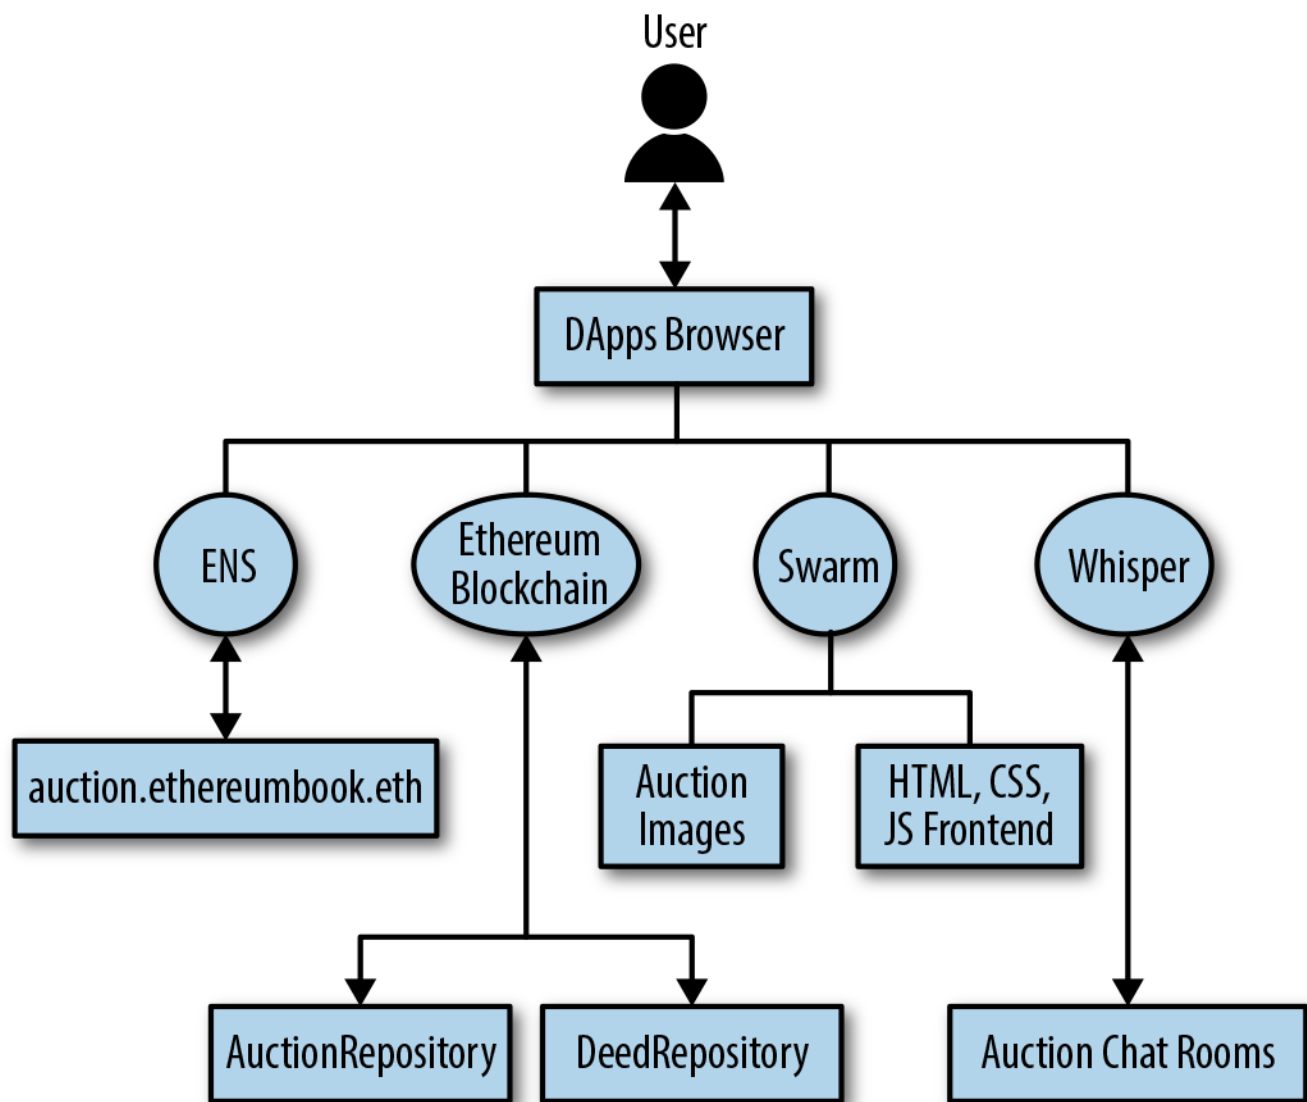 User
DApps Browser
ENS
Ethereum
Blockchain
Swarm
Whisper
auction.ethereumbook.eth
Auction
Images
HTML, CSS,
JS Frontend
AuctionRepository
DeedRepository
Auction Chat Rooms